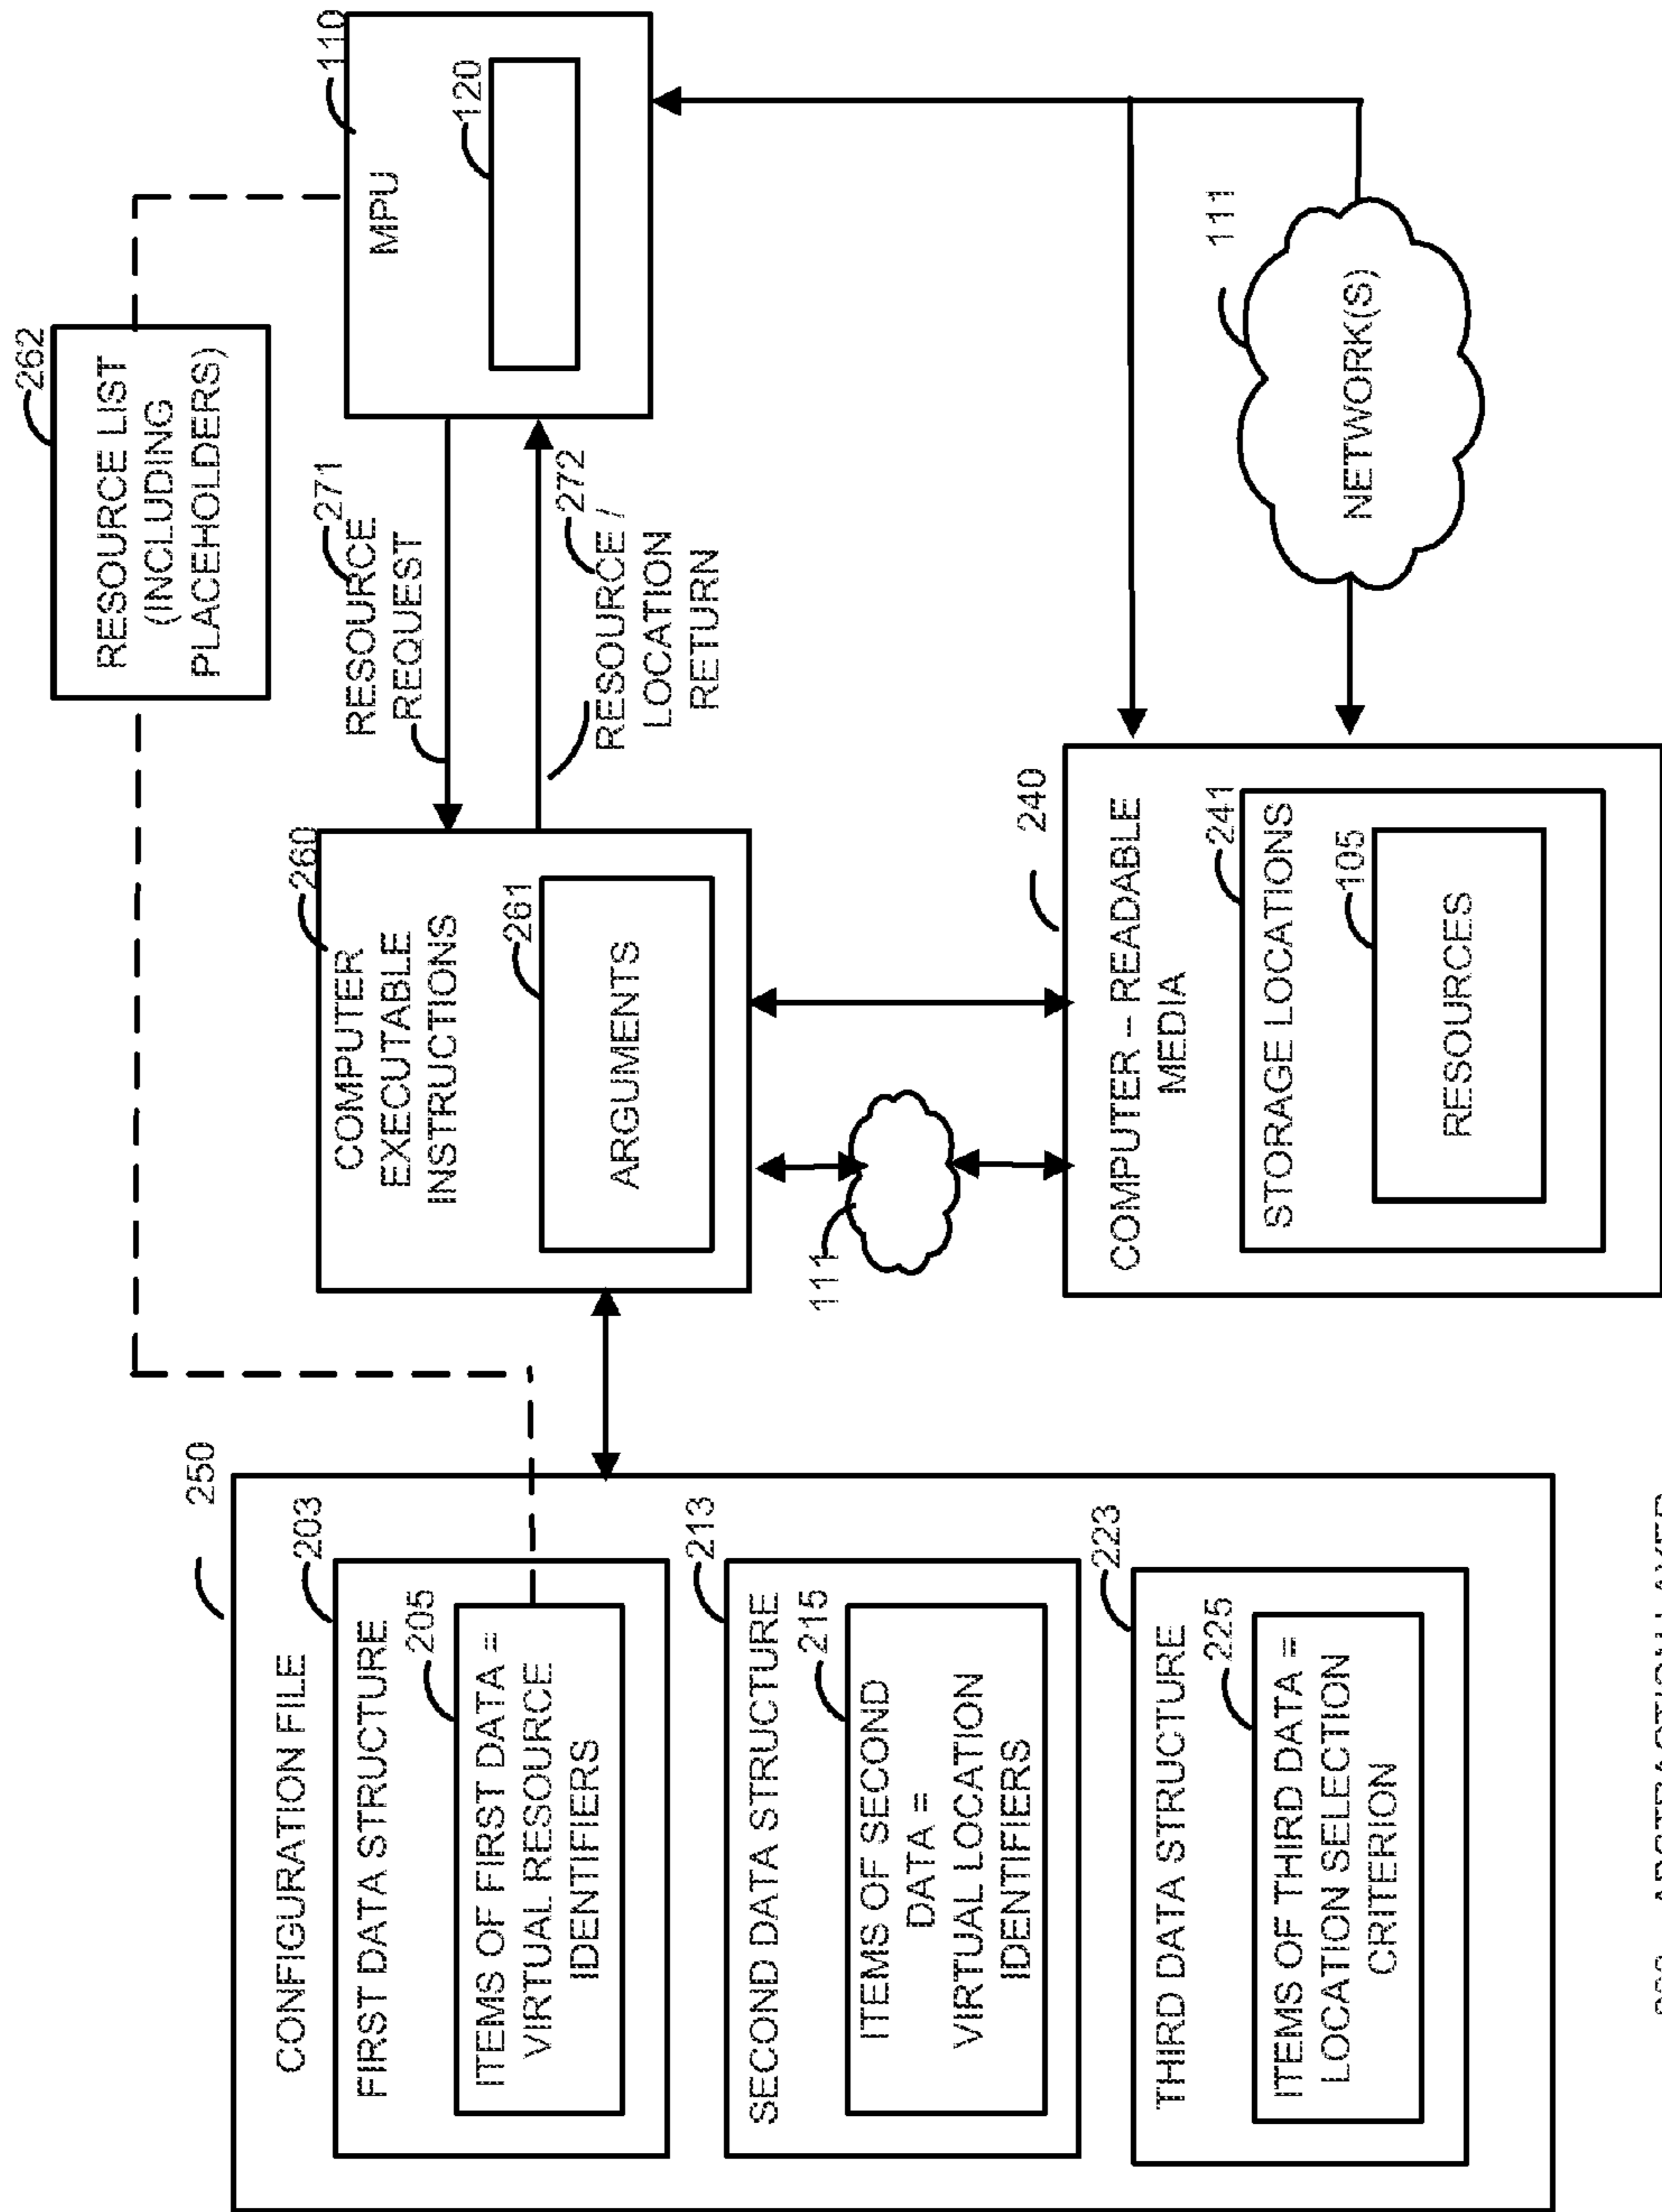 CONFIGURATION FILE
250
FIRST DATA STRUCTURE
203
205
ITEMS OF FIRST DATA =
VIRTUAL RESOURCE
IDENTIFIERS
SECOND DATA STRUCTURE
213
215
ITEMS OF SECOND
DATA =
VIRTUAL LOCATION
IDENTIFIERS
THIRD DATA STRUCTURE
223
225
ITEMS OF THIRD DATA =
LOCATION SELECTION
CRITERION
COMPUTER
EXECUTABLE
INSTRUCTIONS
260
261
ARGUMENTS
111
COMPUTER -- READABLE
MEDIA
240
STORAGE LOCATIONS
241
105
RESOURCES
RESOURCE LIST
(INCLUDING
PLACEHOLDERS)
262
271
RESOURCE
REQUEST
272
RESOURCE /
LOCATION
RETURN
MPU
110
120
NETWORK(S)
111